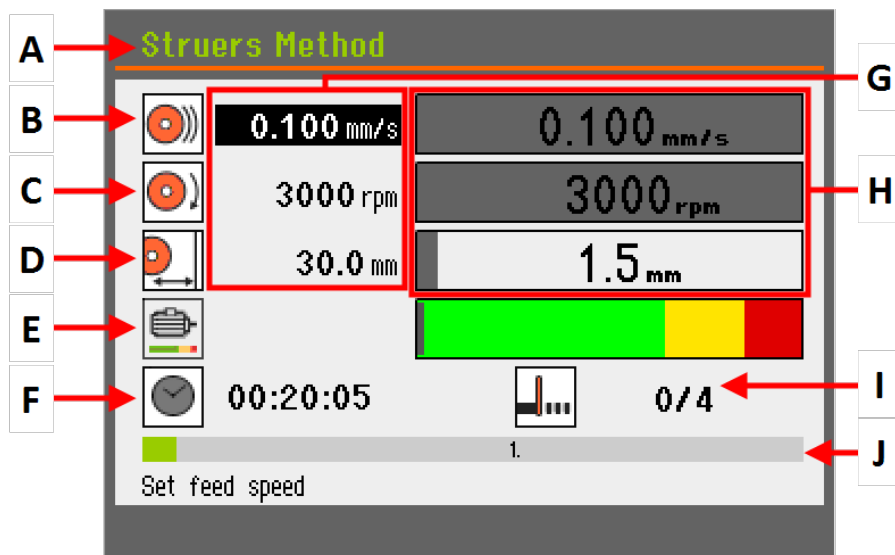 A
Struers Method
G
B
0.100 mm/s
0.100 mm/s
C
3000 rpm
3000 rpm
H
D
30.0 mm
1.5 mm
E
F
00:20:05
0/4
I
1.
J
Set feed speed